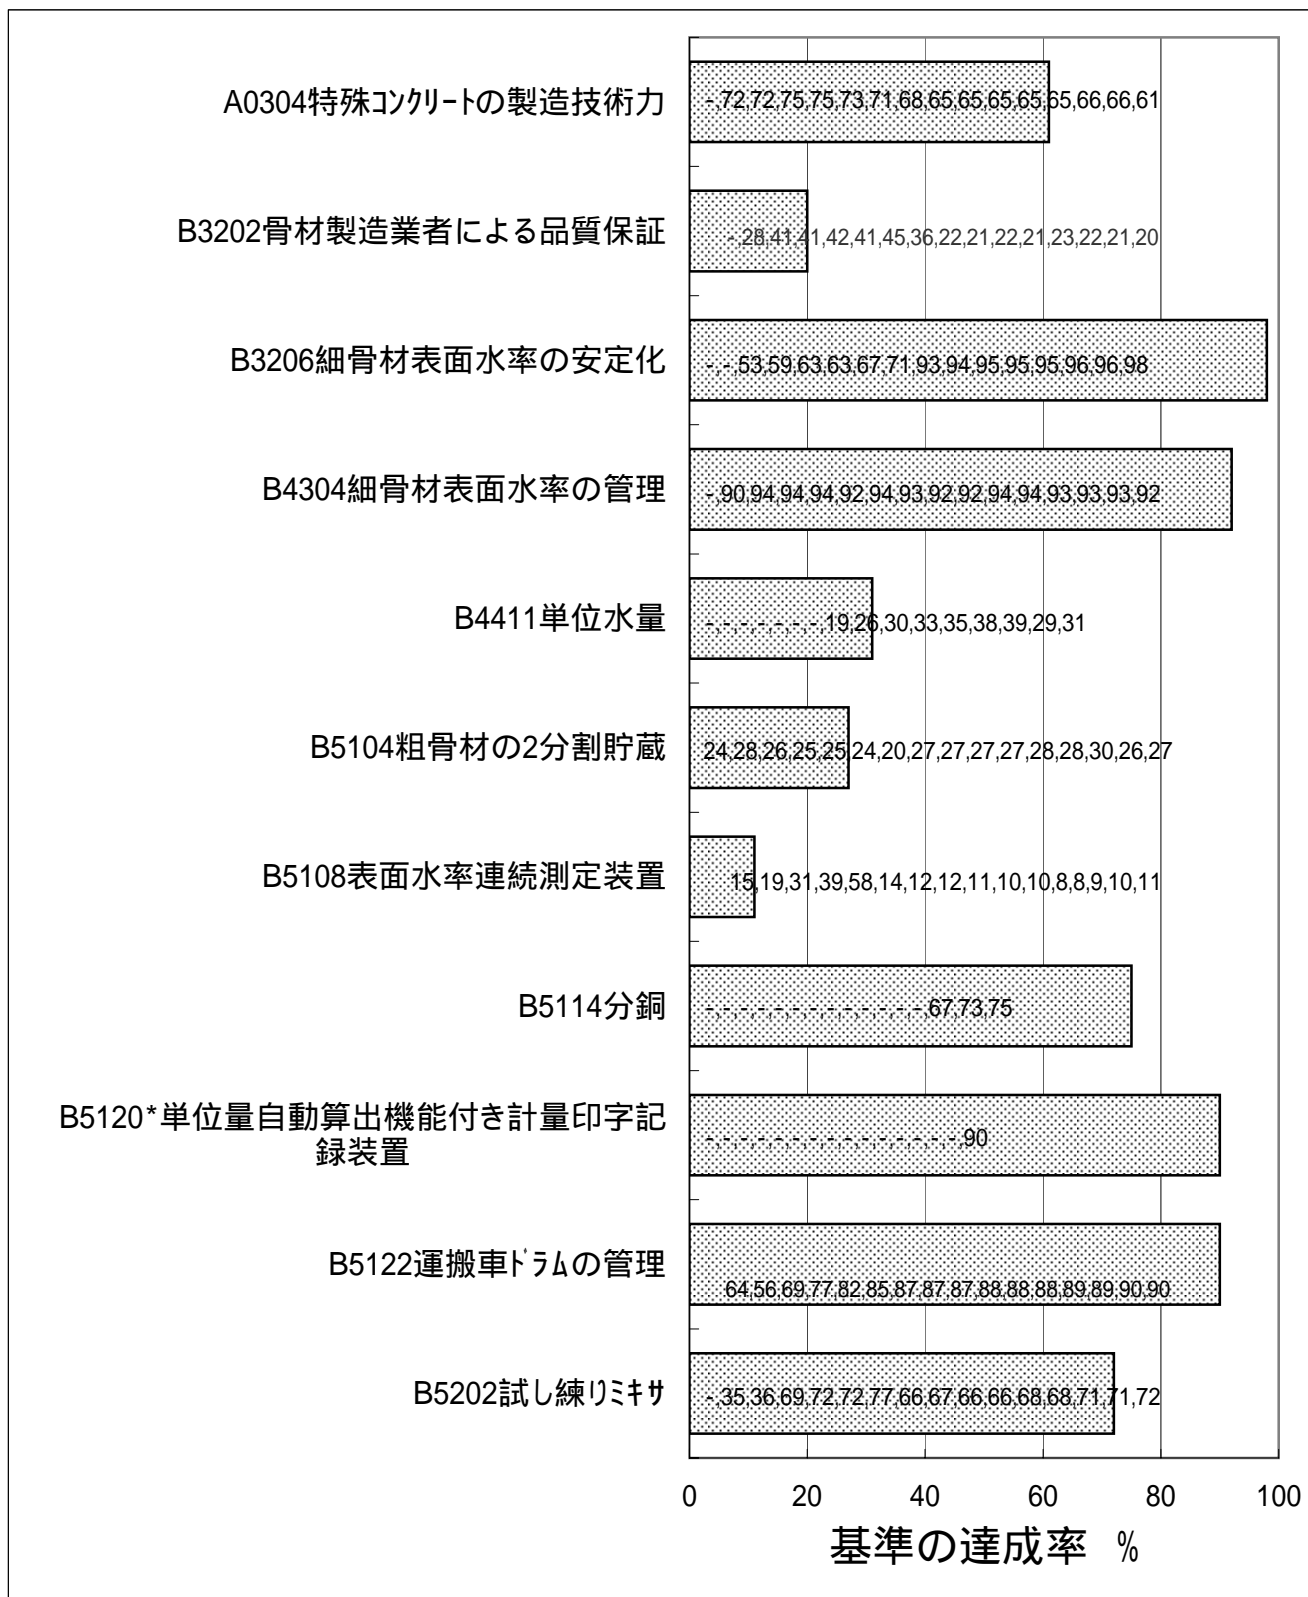 A0304特殊ｺﾝｸﾘｰﾄの製造技術力
-,72,72,75,75,73,71,68,65,65,65,65,65,66,66,61
B3202骨材製造業者による品質保証
-,28,41,41,42,41,45,36,22,21,22,21,23,22,21,20
B3206細骨材表面水率の安定化
-,-,53,59,63,63,67,71,93,94,95,95,95,96,96,98
B4304細骨材表面水率の管理
-,90,94,94,94,92,94,93,92,92,94,94,93,93,93,92
B4411単位水量
-,-,-,-,-,-,-,19,26,30,33,35,38,39,29,31
B5104粗骨材の2分割貯蔵
24,28,26,25,25,24,20,27,27,27,27,28,28,30,26,27
B5108表面水率連続測定装置
15,19,31,39,58,14,12,12,11,10,10,8,8,9,10,11
B5114分銅
-,-,-,-,-,-,-,-,-,-,-,-,-,67,73,75
B5120*単位量自動算出機能付き計量印字記
録装置
-,-,-,-,-,-,-,-,-,-,-,-,-,-,-,90
B5122運搬車ﾄﾞﾗﾑの管理
64,56,69,77,82,85,87,87,87,88,88,88,89,89,90,90
B5202試し練りﾐｷｻ
-,35,36,69,72,72,77,66,67,66,66,68,68,71,71,72
0 20 40 60 80 100
基準の達成率 %